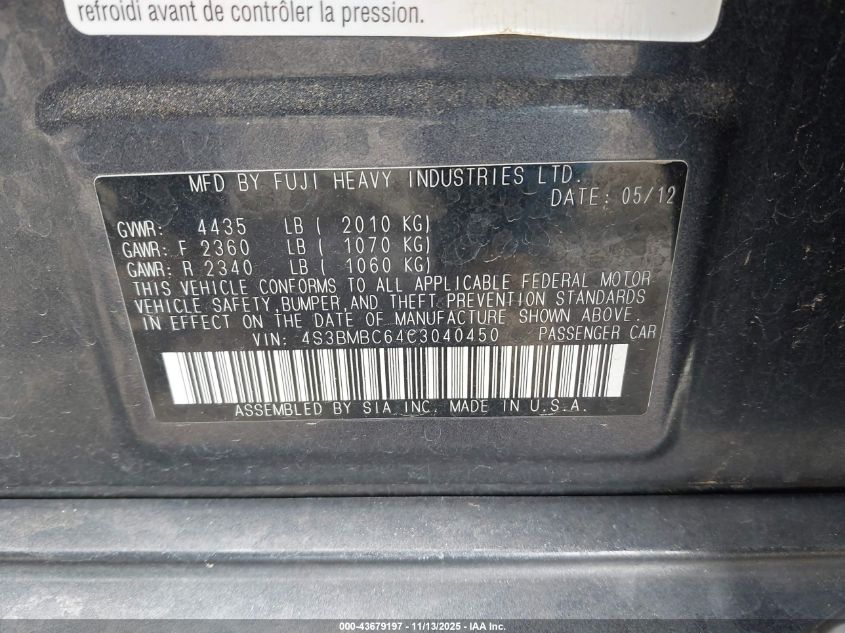 refroidi avant de contrôler la pression.
MFD BY FUJI HEAVY INDUSTRIES LTD.
DATE: 05/12
GVWR: 4435 LB ( 2010 KG)
GAWR: F 2360 LB ( 1070 KG)
GAWR: R 2340 LB ( 1060 KG)
THIS VEHICLE CONFORMS TO ALL APPLICABLE FEDERAL MOTOR
VEHICLE SAFETY,BUMPER,AND THEFT PREVENTION STANDARDS
IN EFFECT ON THE DATE OF MANUFACTURE SHOWN ABOVE.
VIN: 4S3BMBC64C3040450 PASSENGER CAR
ASSEMBLED BY SIA INC. MADE IN U.S.A.
000-43679197 - 11/13/2025 - IAA Inc.